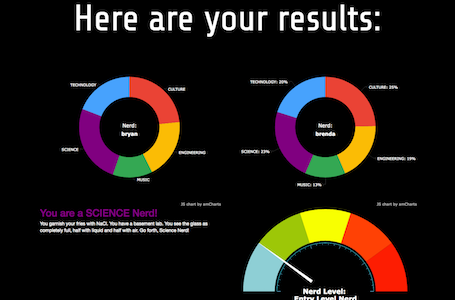 Here are your results:
TECHNOLOGY
CULTURE
Nerd:
bryan
SCIENCE
ENGINEERING
MUSIC
TECHNOLOGY: 20%
CULTURE: 25%
Nerd:
brenda
SCIENCE: 23%
ENGINEERING: 19%
MUSIC: 13%
JS chart by amCharts
JS chart by amCharts
You are a SCIENCE Nerd!
You garnish your fries with NaCl. You have a basement lab. You see the glass as
completely full, half with liquid and half with air. Go forth, Science Nerd!
Nerd Level:
Entry Level Nerd